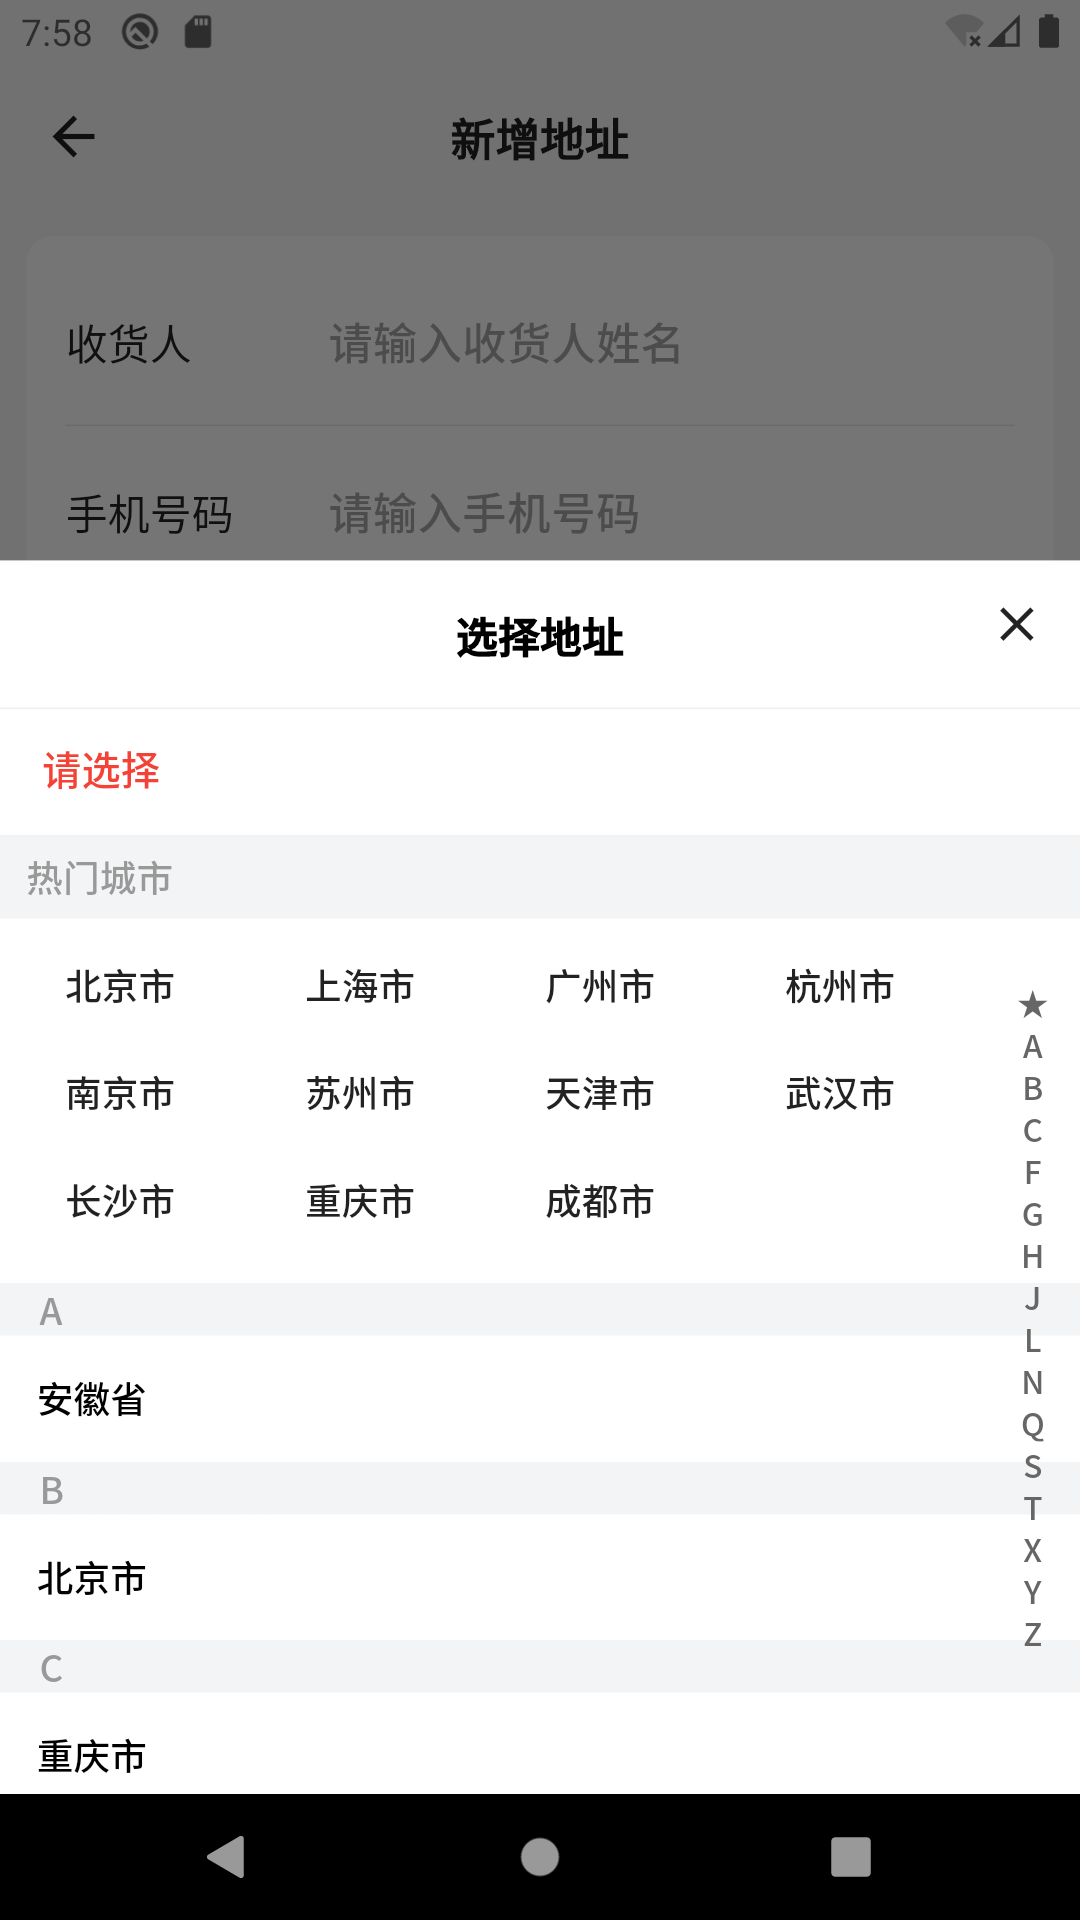 7:58
新增地址
收货人 请输入收货人姓名
手机号码 请输入手机号码
选择地址
请选择
热门城市
北京市 上海市 广州市 杭州市
南京市 苏州市 天津市 武汉市
长沙市 重庆市 成都市
A
安徽省
B
北京市
C
重庆市
★
A
B
C
F
G
H
J
L
N
Q
S
T
X
Y
Z